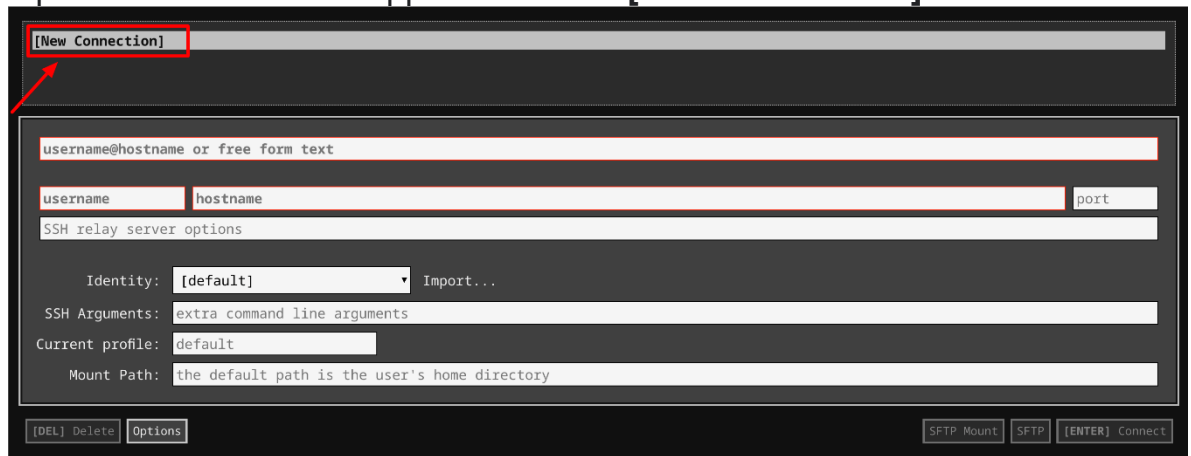 [New Connection]
username@hostname or free form text
username hostname port
SSH relay server options
Identity: [default] Import...
SSH Arguments: extra command line arguments
Current profile: default
Mount Path: the default path is the user's home directory
[DEL] Delete Options SFTP Mount SFTP [ENTER] Connect